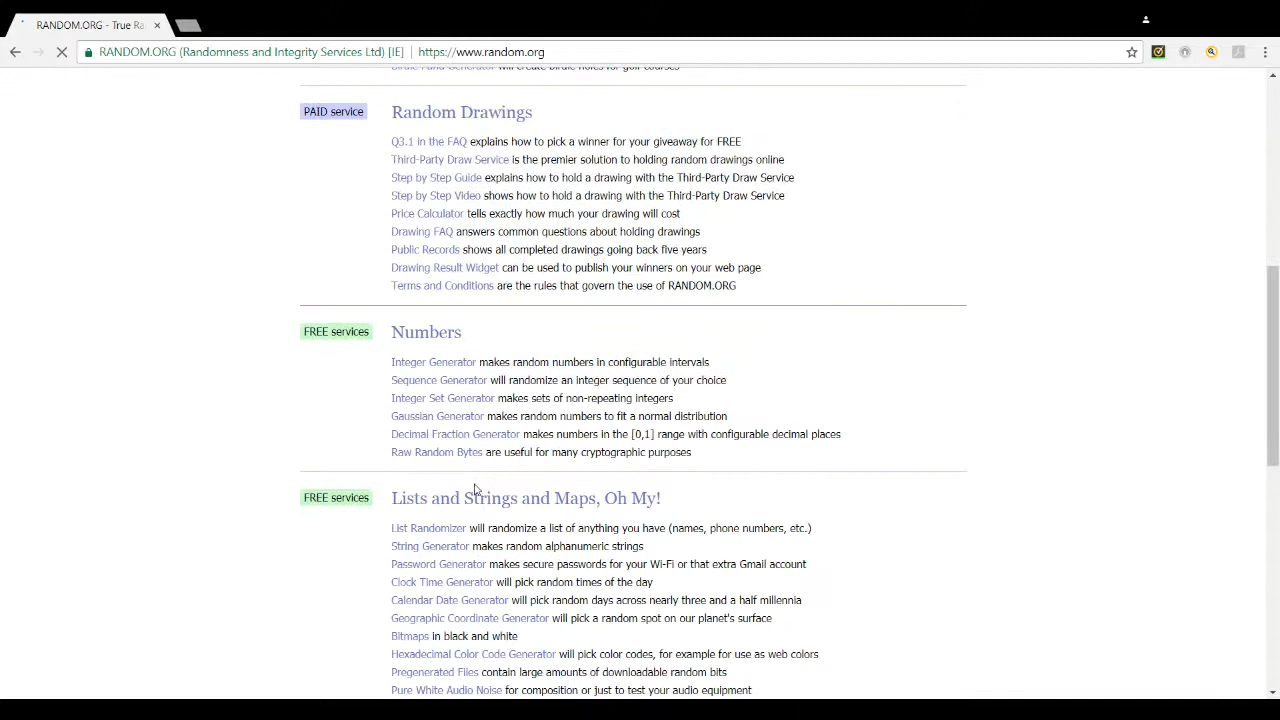 RANDOM.ORG - True Ra
RANDOM.ORG (Randomness and Integrity Services Ltd) [IE] https://www.random.org
Birdie Fund Generator will create birdie holes for golf courses
PAID service Random Drawings
Q3.1 in the FAQ explains how to pick a winner for your giveaway for FREE
Third-Party Draw Service is the premier solution to holding random drawings online
Step by Step Guide explains how to hold a drawing with the Third-Party Draw Service
Step by Step Video shows how to hold a drawing with the Third-Party Draw Service
Price Calculator tells exactly how much your drawing will cost
Drawing FAQ answers common questions about holding drawings
Public Records shows all completed drawings going back five years
Drawing Result Widget can be used to publish your winners on your web page
Terms and Conditions are the rules that govern the use of RANDOM.ORG
FREE services Numbers
Integer Generator makes random numbers in configurable intervals
Sequence Generator will randomize an integer sequence of your choice
Integer Set Generator makes sets of non-repeating integers
Gaussian Generator makes random numbers to fit a normal distribution
Decimal Fraction Generator makes numbers in the [0,1] range with configurable decimal places
Raw Random Bytes are useful for many cryptographic purposes
FREE services Lists and Strings and Maps, Oh My!
List Randomizer will randomize a list of anything you have (names, phone numbers, etc.)
String Generator makes random alphanumeric strings
Password Generator makes secure passwords for your Wi-Fi or that extra Gmail account
Clock Time Generator will pick random times of the day
Calendar Date Generator will pick random days across nearly three and a half millennia
Geographic Coordinate Generator will pick a random spot on our planet's surface
Bitmaps in black and white
Hexadecimal Color Code Generator will pick color codes, for example for use as web colors
Pregenerated Files contain large amounts of downloadable random bits
Pure White Audio Noise for composition or just to test your audio equipment